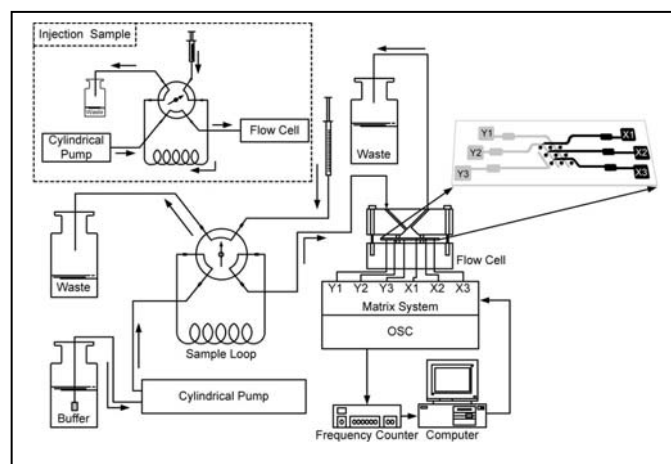 Injection Sample
Waste
Cylindrical
Pump
Flow Cell
Waste
Y1
Y2
Y3
X1
X2
X3
Waste
Sample Loop
Flow Cell
Y1 Y2 Y3 X1 X2 X3
Matrix System
OSC
Buffer
Cylindrical Pump
Frequency Counter
Computer